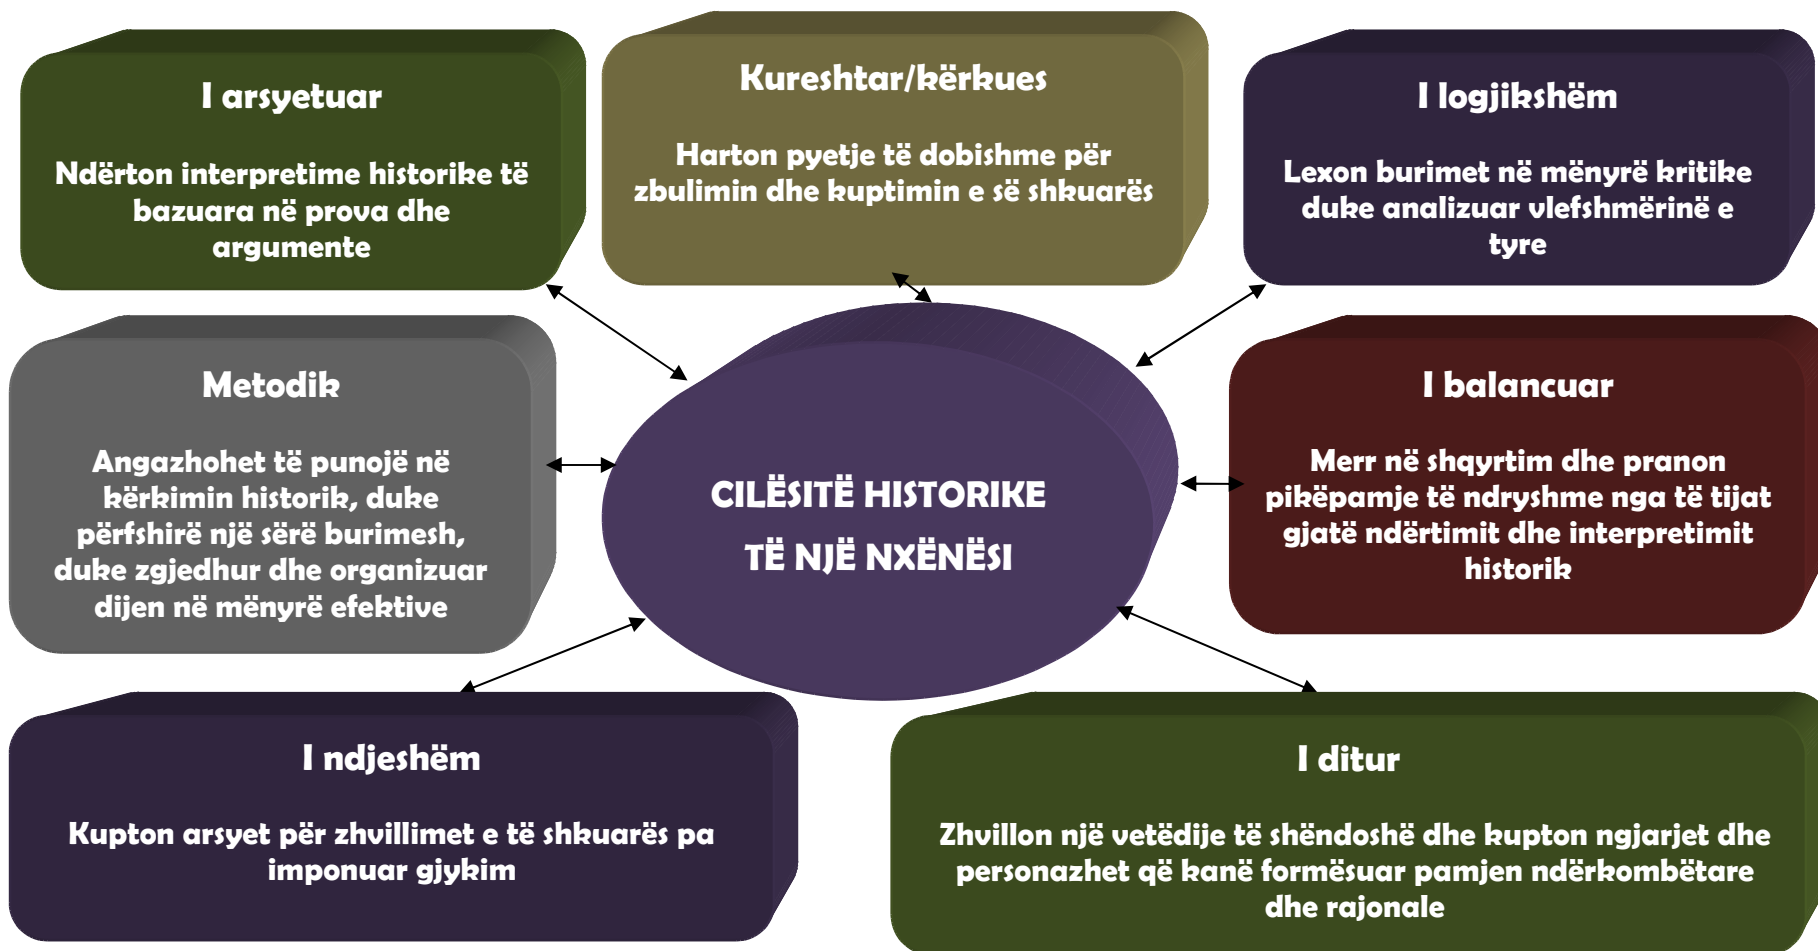 I arsyetuar
Ndërton interpretime historike të
bazuara në prova dhe
argumente
Kureshtar/kërkues
Harton pyetje të dobishme për
zbulimin dhe kuptimin e së shkuarës
I logjikshëm
Lexon burimet në mënyrë kritike
duke analizuar vlefshmërinë e
tyre
Metodik
Angazhohet të punojë në
kërkimin historik, duke
përfshirë një sërë burimesh,
duke zgjedhur dhe organizuar
dijen në mënyrë efektive
CILËSITË HISTORIKE
TË NJË NXËNËSI
I balancuar
Merr në shqyrtim dhe pranon
pikëpamje të ndryshme nga të tijat
gjatë ndërtimit dhe interpretimit
historik
I ndjeshëm
Kupton arsyet për zhvillimet e të shkuarës pa
imponuar gjykim
I ditur
Zhvillon një vetëdije të shëndoshë dhe kupton ngjarjet dhe
personazhet që kanë formësuar pamjen ndërkombëtare
dhe rajonale